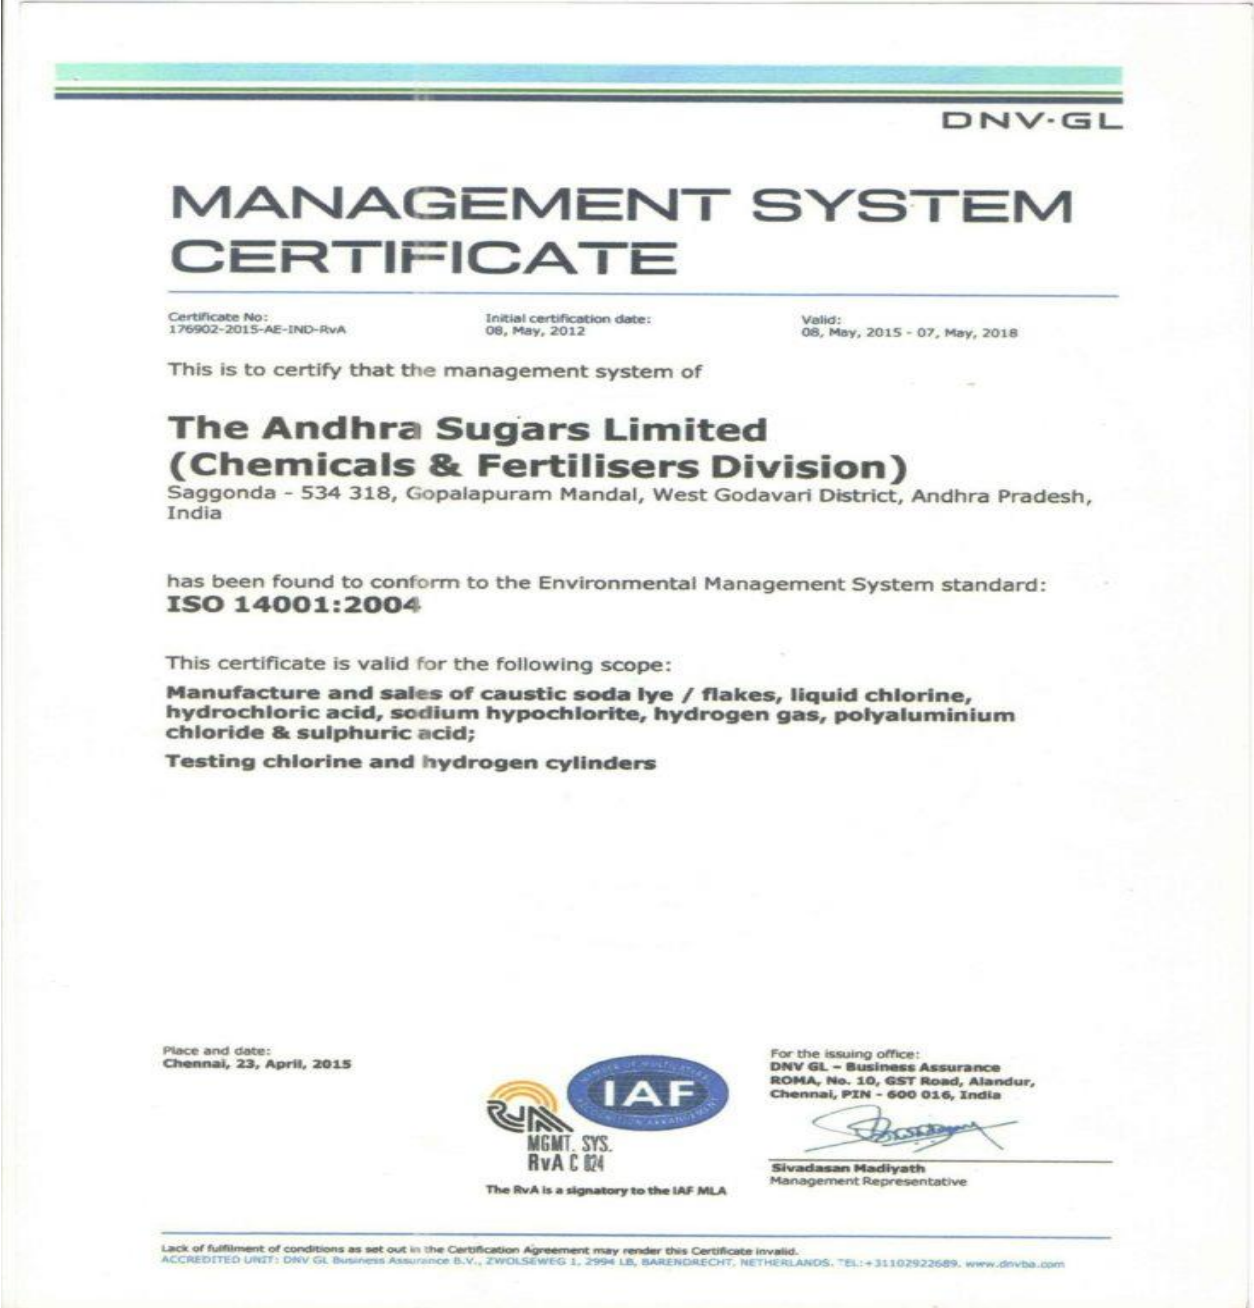 DNV·GL
MANAGEMENT SYSTEM
CERTIFICATE
Certificate No:
176902-2015-AE-IND-RvA
Initial certification date:
08, May, 2012
Valid:
08, May, 2015 - 07, May, 2018
This is to certify that the management system of
The Andhra Sugars Limited
(Chemicals & Fertilisers Division)
Saggonda - 534 318, Gopalapuram Mandal, West Godavari District, Andhra Pradesh,
India
has been found to conform to the Environmental Management System standard:
ISO 14001:2004
This certificate is valid for the following scope:
Manufacture and sales of caustic soda lye / flakes, liquid chlorine,
hydrochloric acid, sodium hypochlorite, hydrogen gas, polyaluminium
chloride & sulphuric acid;
Testing chlorine and hydrogen cylinders
Place and date:
Chennai, 23, April, 2015
RvA
MGMT. SYS.
RvA C 024
IAF
The RvA is a signatory to the IAF MLA
For the issuing office:
DNV GL – Business Assurance
ROMA, No. 10, GST Road, Alandur,
Chennai, PIN - 600 016, India
Sivadasan Madiyath
Management Representative
Lack of fulfilment of conditions as set out in the Certification Agreement may render this Certificate invalid.
ACCREDITED UNIT: DNV GL Business Assurance B.V., ZWOLSEWEG 1, 2994 LB, BARENDRECHT, NETHERLANDS. TEL:+31102922689. www.dnvba.com